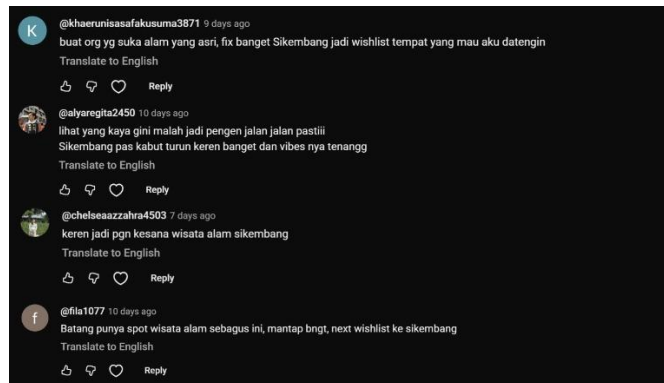 K
@khaerunisasafakusuma3871 9 days ago
buat org yg suka alam yang asri, fix banget Sikembang jadi wishlist tempat yang mau aku datengin
Translate to English
Reply
@alyaregita2450 10 days ago
lihat yang kaya gini malah jadi pengen jalan jalan pastiii
Sikembang pas kabut turun keren banget dan vibes nya tenangg
Translate to English
Reply
@chelseaazzahra4503 7 days ago
keren jadi pgn kesana wisata alam sikembang
Translate to English
Reply
f
@fila1077 10 days ago
Batang punya spot wisata alam sebagus ini, mantap bngt, next wishlist ke sikembang
Translate to English
Reply